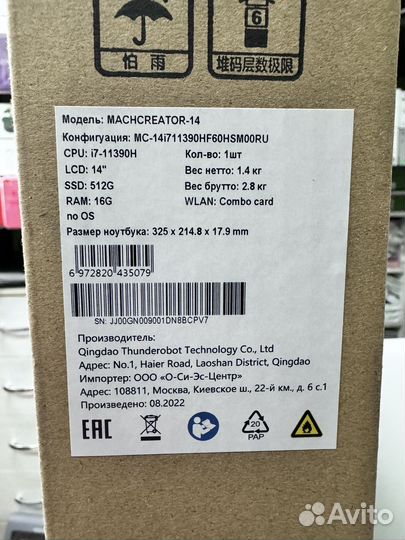 6
怕雨
堆码层数极限
Модель: MACHCREATOR-14
Конфигуация: MC-14i711390HF60HSM00RU
CPU: i7-11390H Кол-во: 1шт
LCD: 14" Вес нетто: 1.4 кг
SSD: 512G Вес брутто: 2.8 кг
RAM: 16G WLAN: Combo card
no OS
Размер ноутбука: 325 x 214.8 x 17.9 mm
6 972820 435079
SN: JJ00GN009001DN8BCPV7
Производитель:
Qingdao Thunderobot Technology Co., Ltd
Адрес: No.1, Haier Road, Laoshan District, Qingdao
Импортер: ООО «О-Си-Эс-Центр»
Адрес: 108811, Москва, Киевское ш., 22-й км., д. 6 с.1
Произведено: 08.2022
EAC
20
PAP
Avito